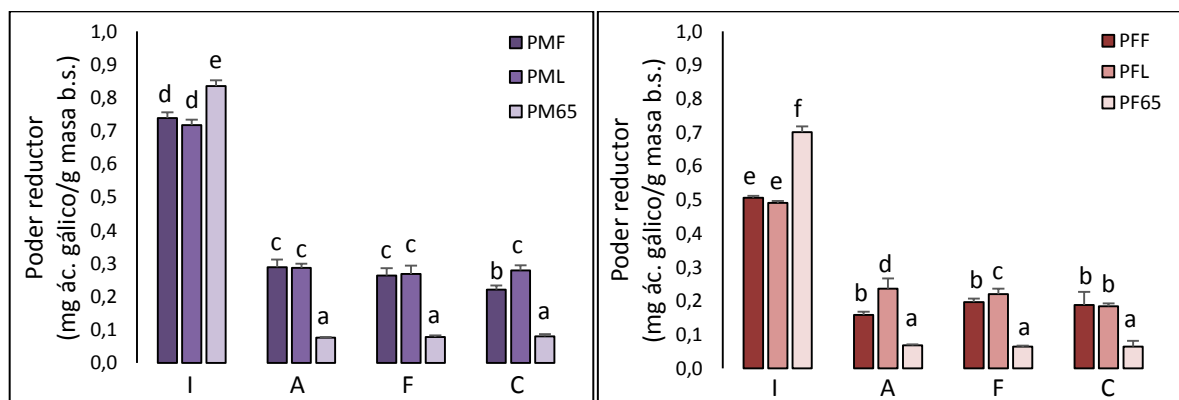 Poder reductor
(mg ác. gálico/g masa b.s.)
1,0
0,9
0,8
0,7
0,6
0,5
0,4
0,3
0,2
0,1
0,0
d d e
c c a
c c a
b c a
I A F C
PMF
PML
PM65
Poder reductor
(mg ác. gálico/g masa b.s.)
1,0
0,9
0,8
0,7
0,6
0,5
0,4
0,3
0,2
0,1
0,0
e e f
b d a
b c a
b b a
I A F C
PFF
PFL
PF65